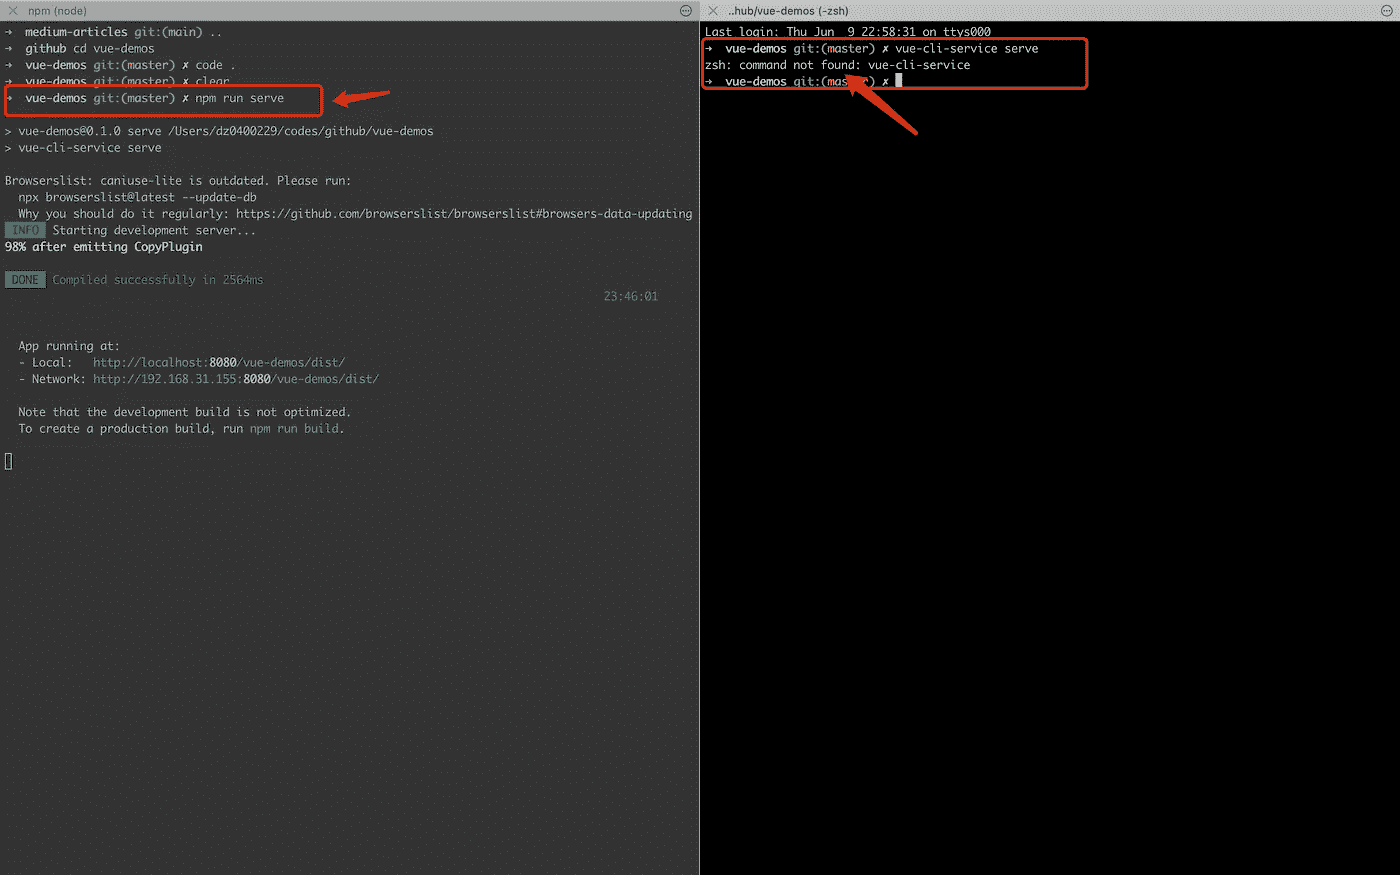 npm (node)
→ medium-articles git:(main) ..
→ github cd vue-demos
→ vue-demos git:(master) ✗ code .
→ vue-demos git:(master) ✗ clear
→ vue-demos git:(master) ✗ npm run serve
> vue-demos@0.1.0 serve /Users/dz0400229/codes/github/vue-demos
> vue-cli-service serve
Browserslist: caniuse-lite is outdated. Please run:
npx browserslist@latest --update-db
Why you should do it regularly: https://github.com/browserslist/browserslist#browsers-data-updating
INFO Starting development server...
98% after emitting CopyPlugin
DONE Compiled successfully in 2564ms
23:46:01
App running at:
- Local: http://localhost:8080/vue-demos/dist/
- Network: http://192.168.31.155:8080/vue-demos/dist/
Note that the development build is not optimized.
To create a production build, run npm run build.
..hub/vue-demos (-zsh)
Last login: Thu Jun 9 22:58:31 on ttys000
→ vue-demos git:(master) ✗ vue-cli-service serve
zsh: command not found: vue-cli-service
→ vue-demos git:(master) ✗